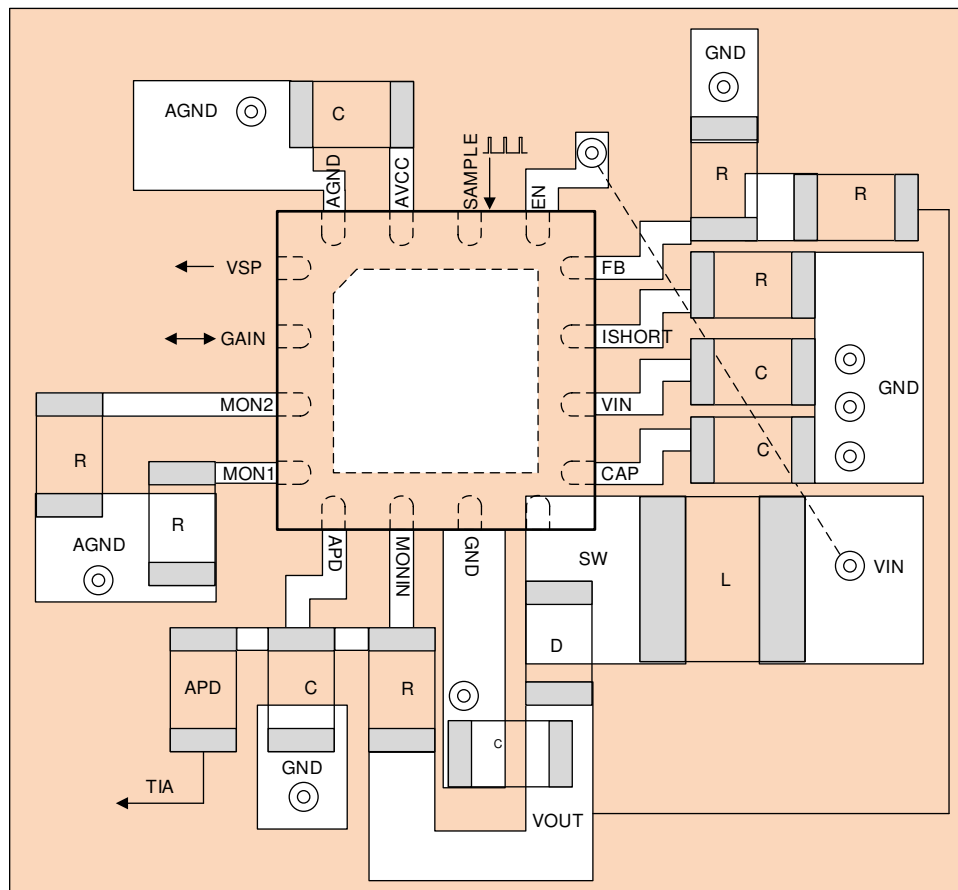 GND
AGND
C
SAMPLE
AGND
AVCC
EN
R
R
VSP
FB
R
GAIN
ISHORT
C
GND
MON2
VIN
R
MON1
CAP
C
R
AGND
APD
MONIN
GND
SW
L
VIN
D
APD
C
R
C
GND
TIA
VOUT